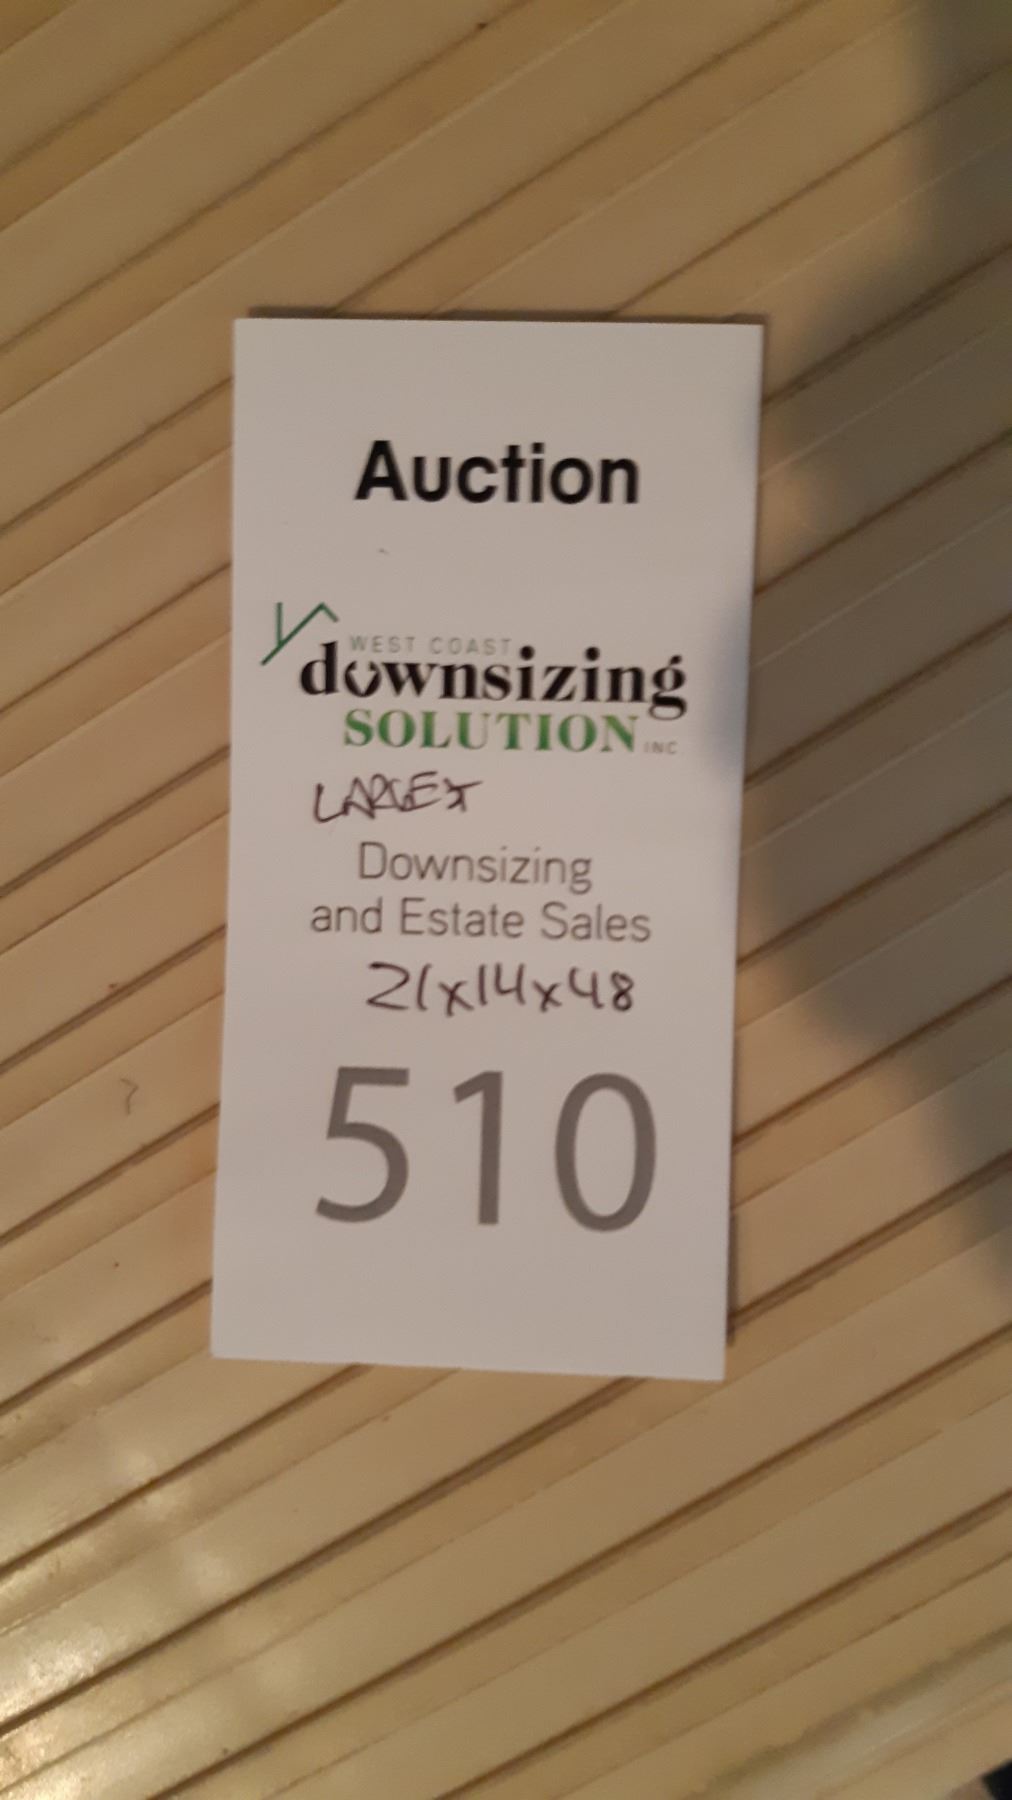 Auction
WEST COAST
downsizing
SOLUTION INC
LARGEST
Downsizing
and Estate Sales
21x14x48
510